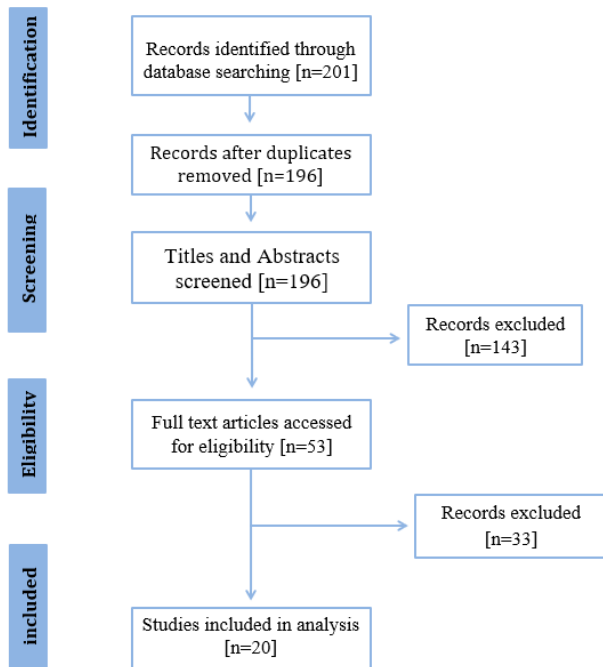 Identification
Records identified through
database searching [n=201]
Records after duplicates
removed [n=196]
Screening
Titles and Abstracts
screened [n=196]
Records excluded
[n=143]
Eligibility
Full text articles accessed
for eligibility [n=53]
Records excluded
[n=33]
included
Studies included in analysis
[n=20]